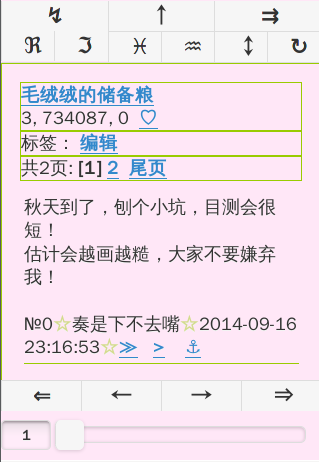 ↯ ↑ ⇉
ℜ ℑ ♓ ♒ ↕ ↻
毛绒绒的储备粮
3, 734087, 0 ♡
标签： 编辑
共2页: [1] 2 尾页
秋天到了，刨个小坑，目测会很
短！
估计会越画越糙，大家不要嫌弃
我！
№0☆奏是下不去嘴☆2014-09-16
23:16:53☆≫ > ⚓
⇐ ← → ⇒
1